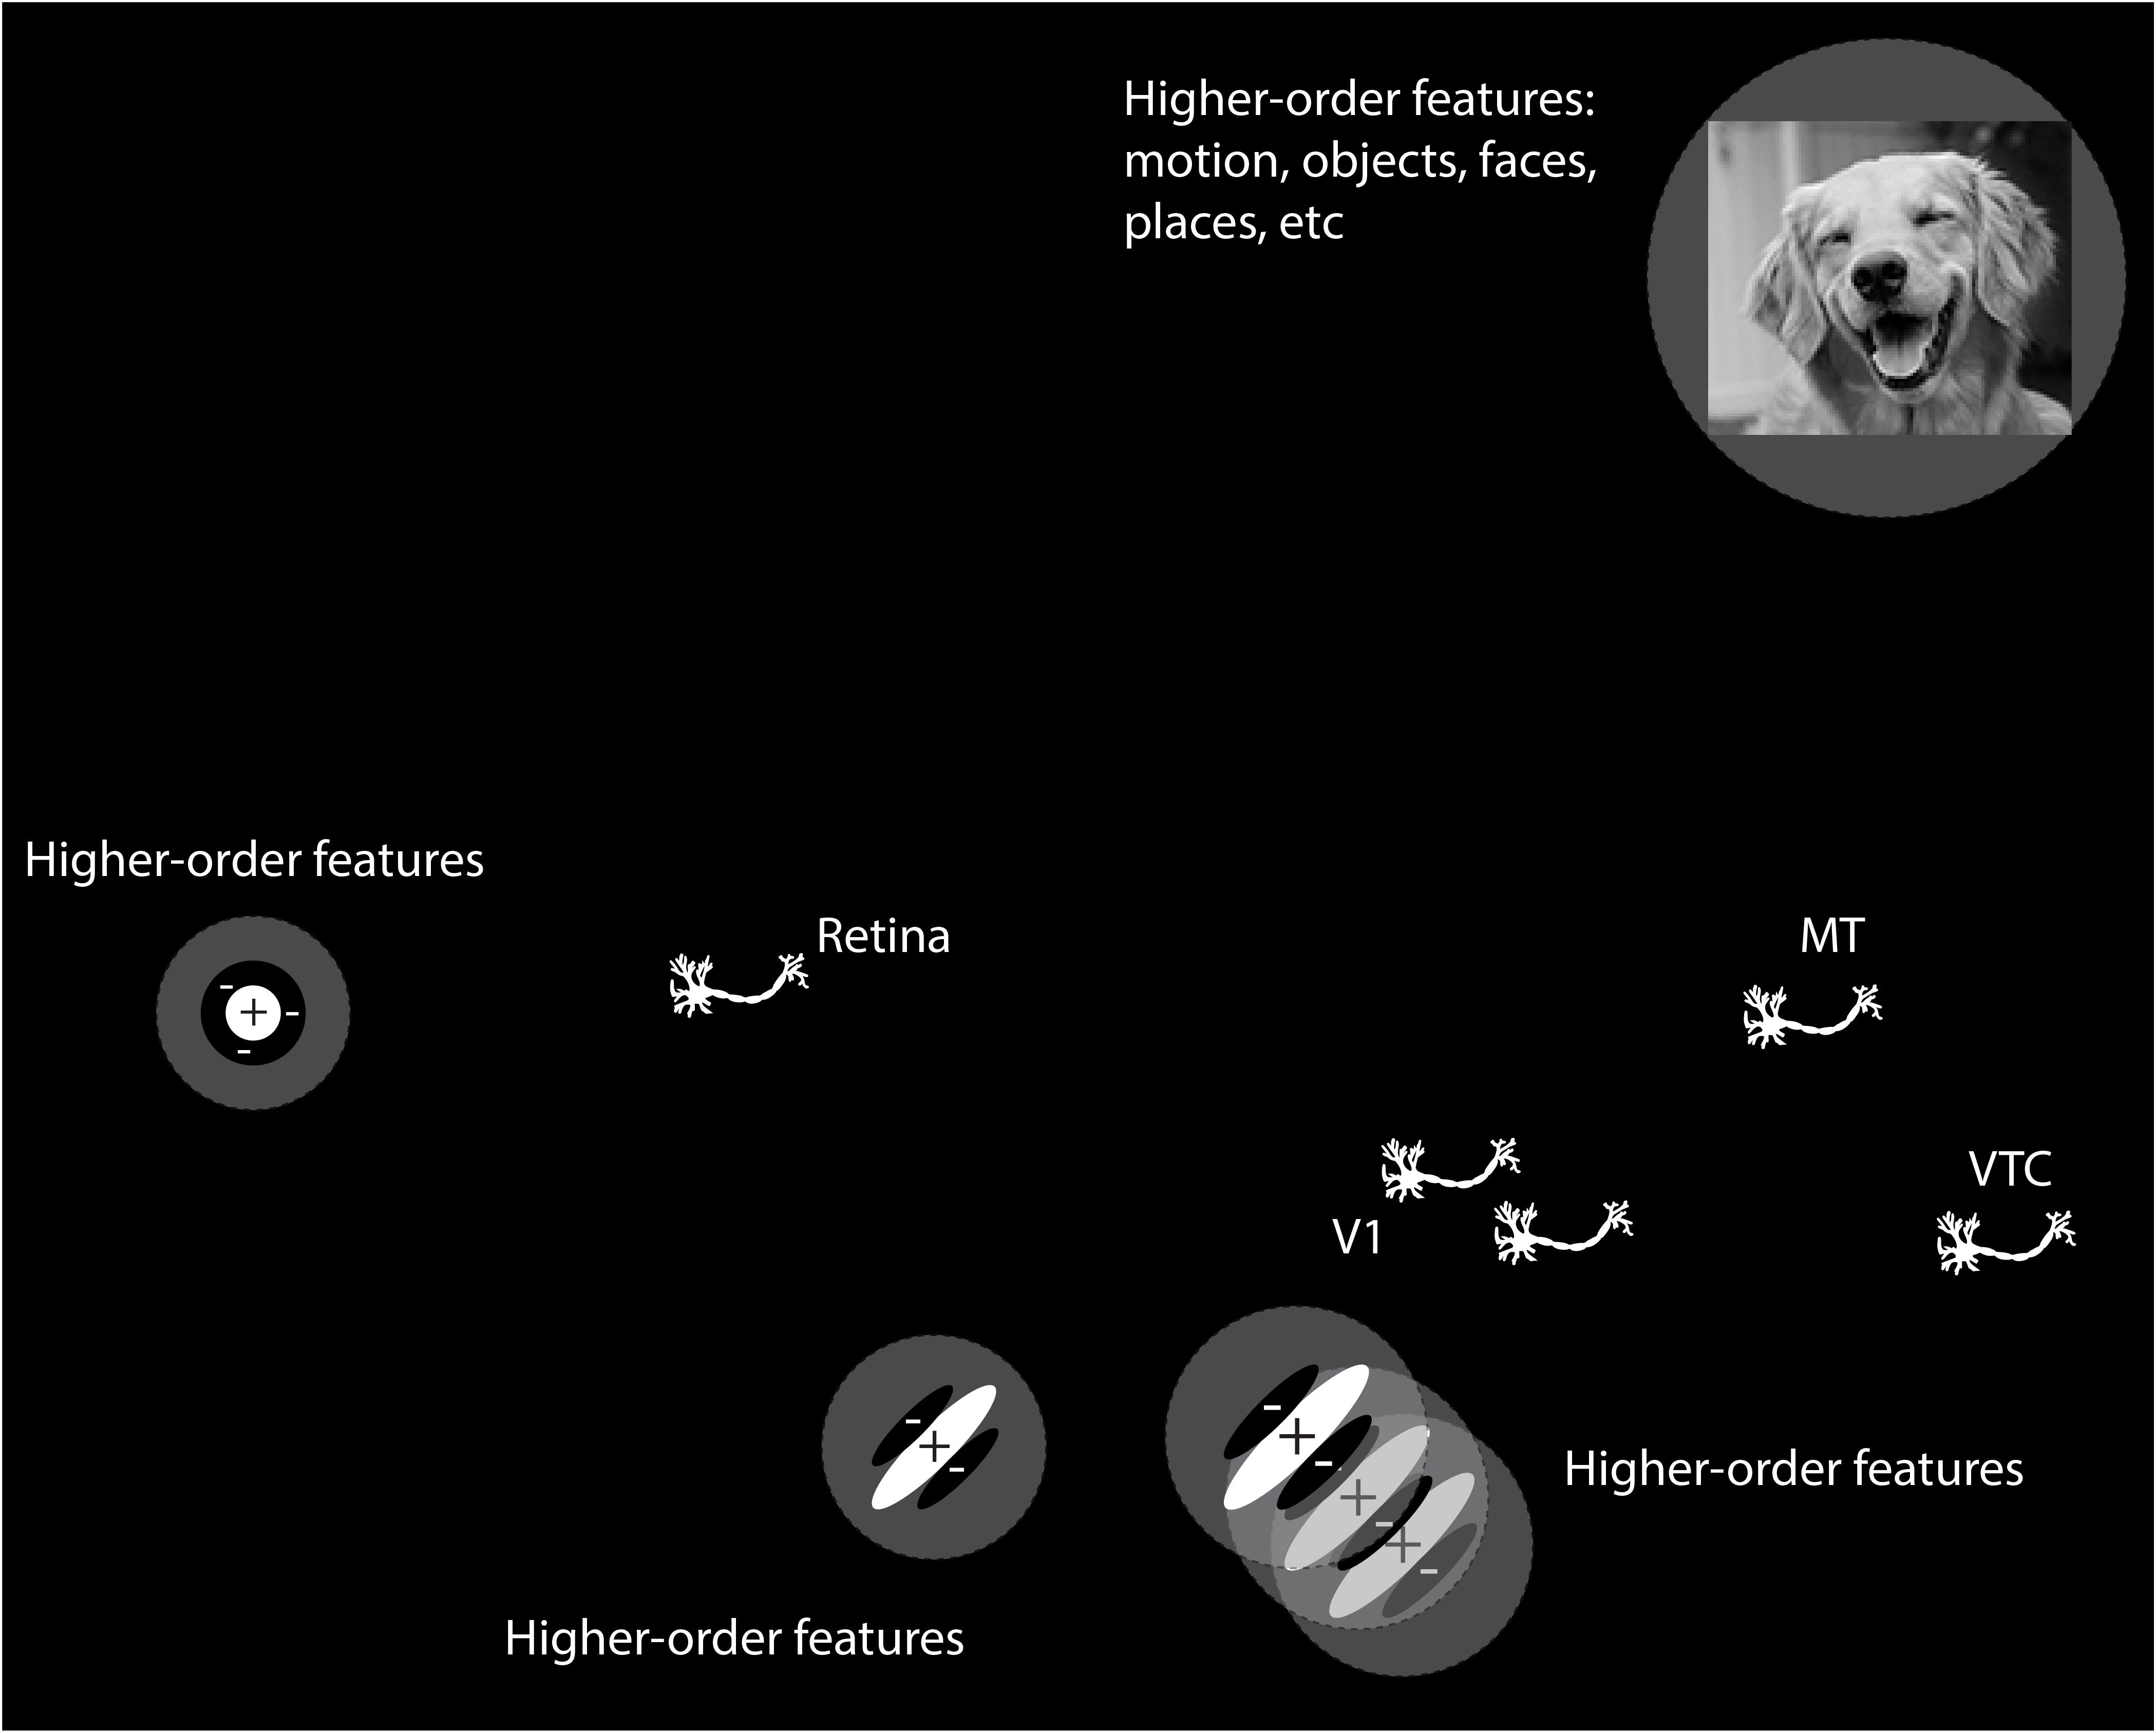 Higher-order features:
motion, objects, faces,
places, etc
Higher-order features
Retina
MT
VTC
V1
Higher-order features
Higher-order features